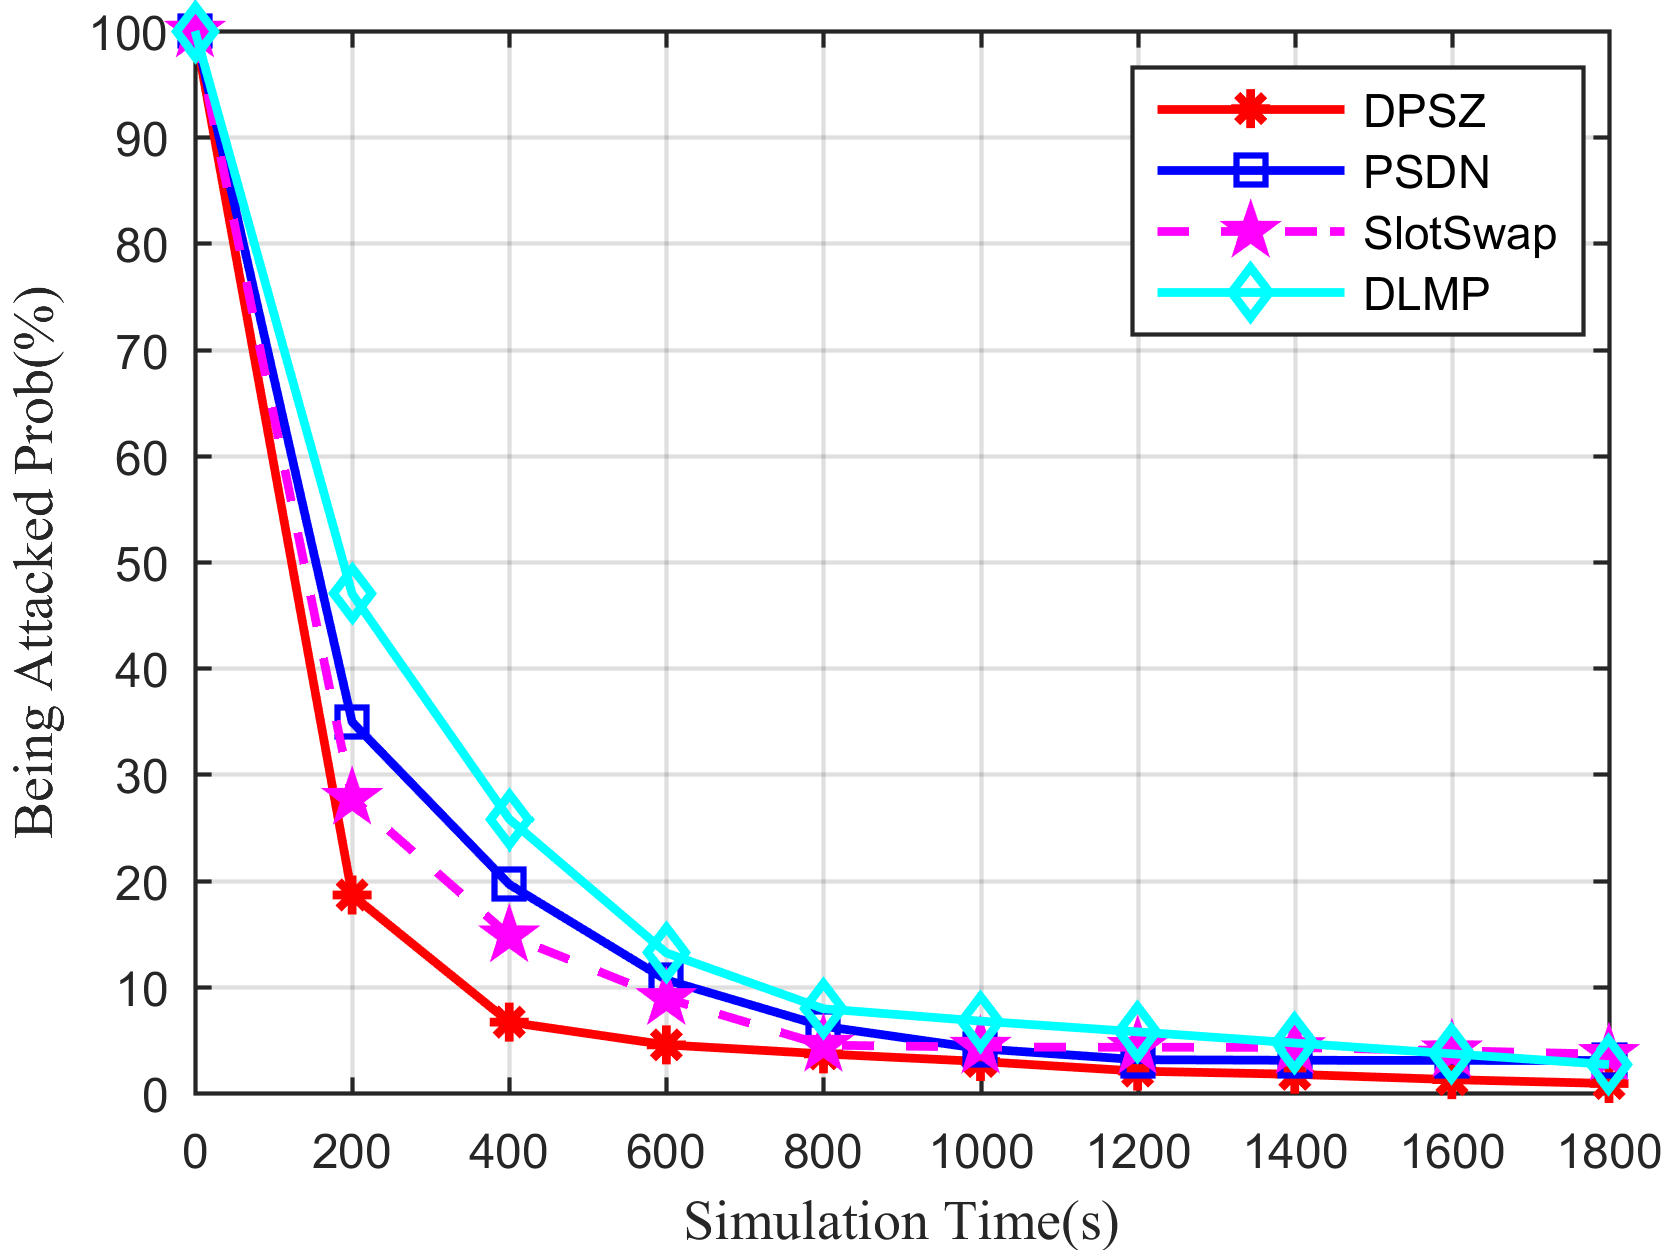 100
90
80
70
60
50
40
30
20
10
0
Being Attacked Prob(%)
DPSZ
PSDN
SlotSwap
DLMP
0 200 400 600 800 1000 1200 1400 1600 1800
Simulation Time(s)